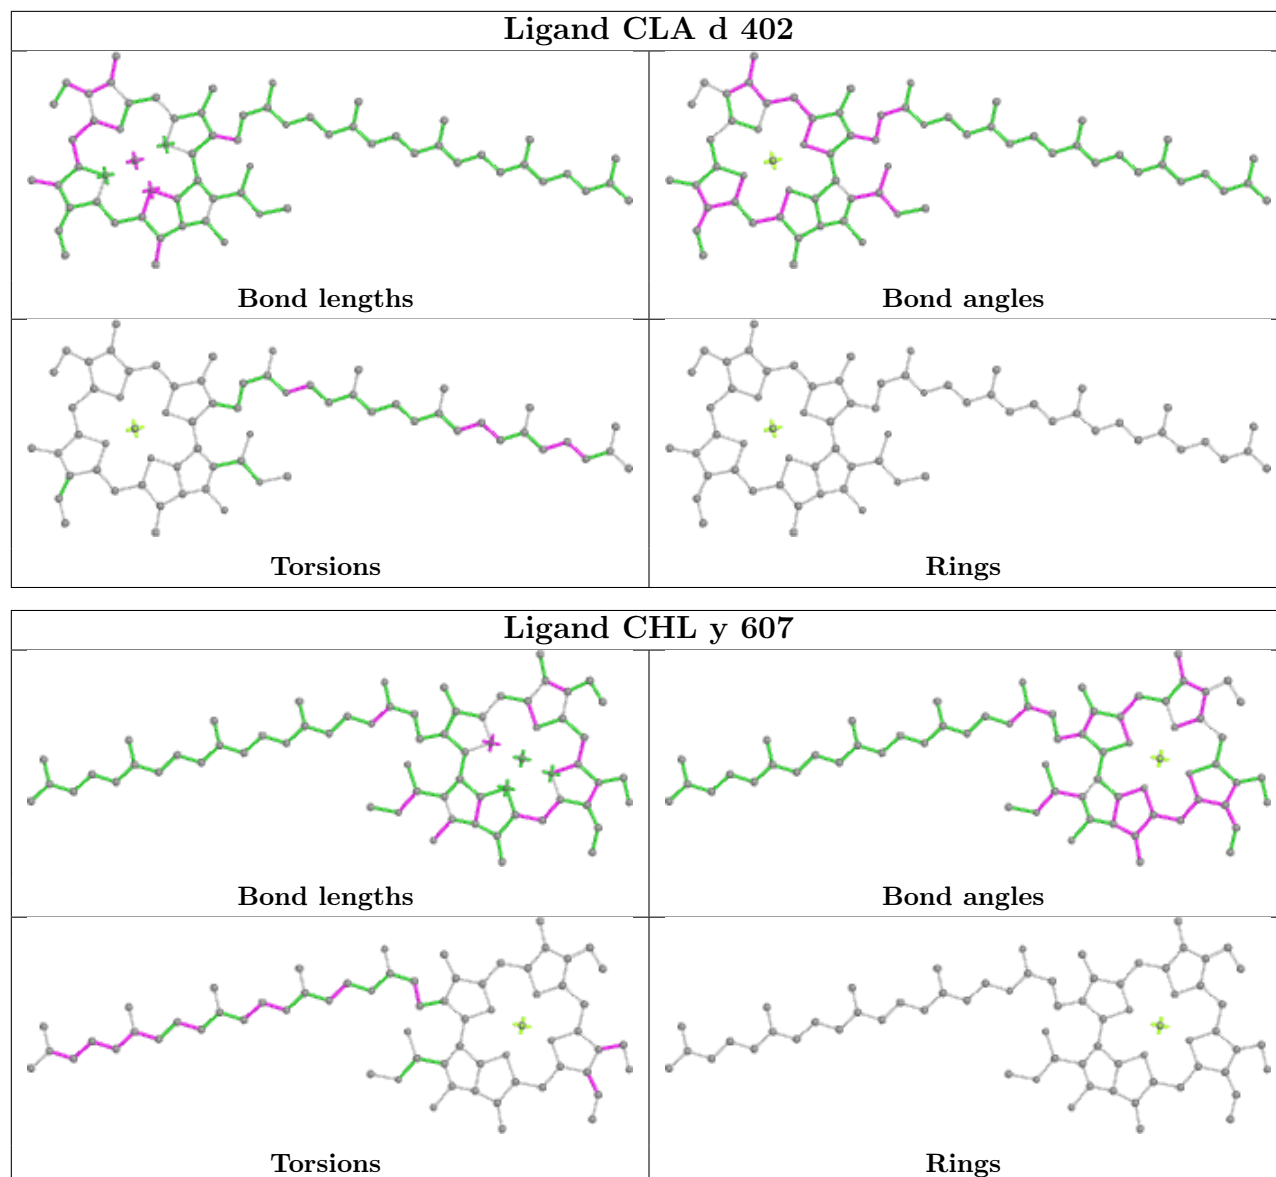 Ligand CLA d 402
Bond lengths
Bond angles
Torsions
Rings
Ligand CHL y 607
Bond lengths
Bond angles
Torsions
Rings